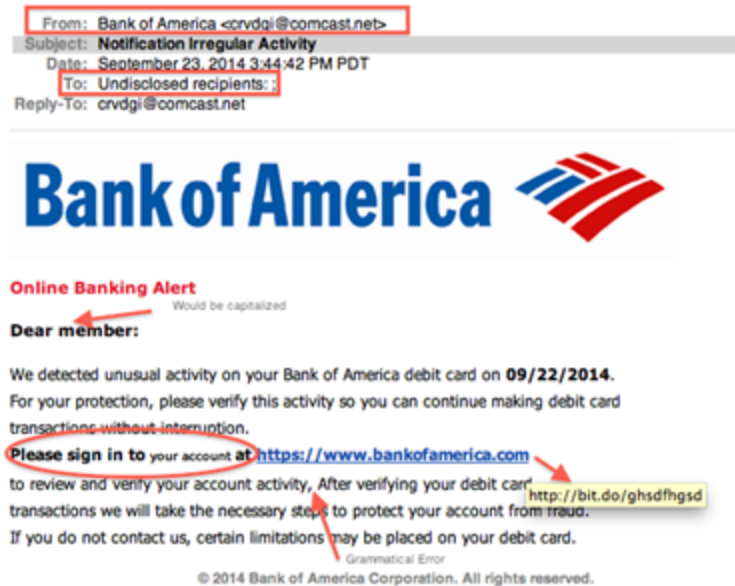 From: Bank of America <crvdgi@comcast.net>
Subject: Notification Irregular Activity
Date: September 23, 2014 3:44:42 PM PDT
To: Undisclosed recipients: ;
Reply-To: crvdgi@comcast.net
Bank of America
Online Banking Alert
Would be capitalized
Dear member:
We detected unusual activity on your Bank of America debit card on 09/22/2014.
For your protection, please verify this activity so you can continue making debit card
transactions without interruption.
Please sign in to your account at https://www.bankofamerica.com
to review and verify your account activity, After verifying your debit card
http://bit.do/ghsdfhgsd
transactions we will take the necessary steps to protect your account from fraud.
If you do not contact us, certain limitations may be placed on your debit card.
Grammatical Error
© 2014 Bank of America Corporation. All rights reserved.